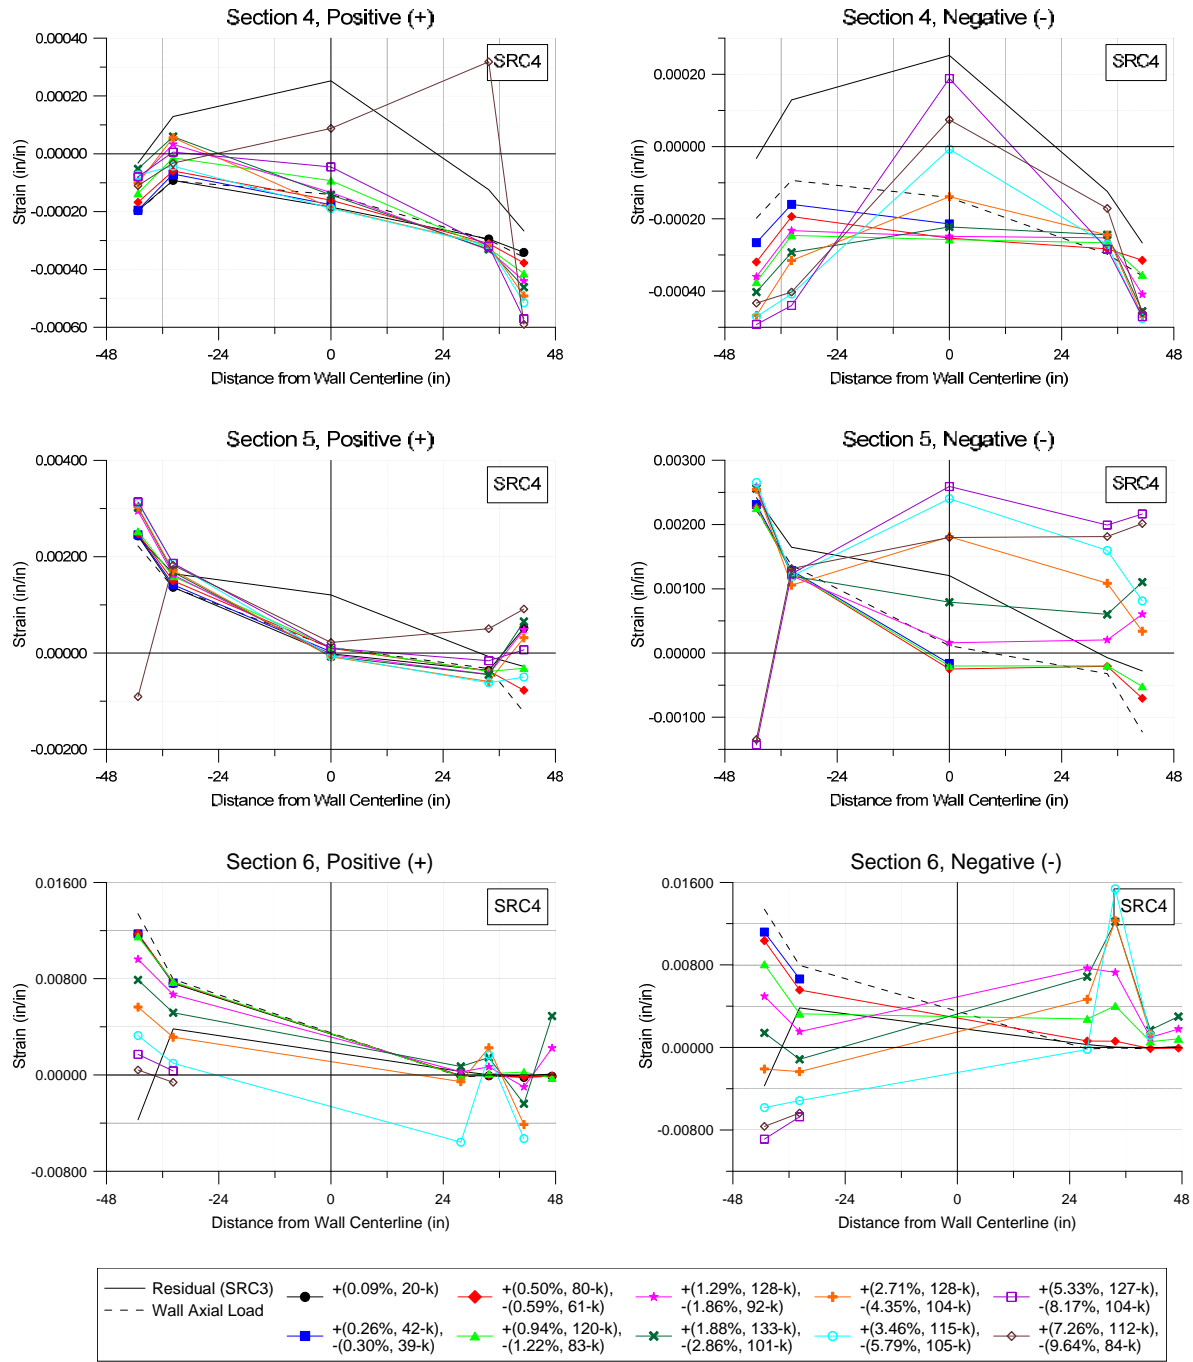 Section 4, Positive (+)
Section 4, Negative (-)
0.00040
0.00020
0.00000
-0.00020
-0.00040
-0.00060
Strain (in/in)
SRC4
-48
-24
0
24
48
Distance from Wall Centerline (in)
0.00020
0.00000
-0.00020
-0.00040
Strain (in/in)
SRC4
-48
-24
0
24
48
Distance from Wall Centerline (in)
Section 5, Positive (+)
Section 5, Negative (-)
0.00400
0.00200
0.00000
-0.00200
Strain (in/in)
SRC4
-48
-24
0
24
48
Distance from Wall Centerline (in)
0.00300
0.00200
0.00100
0.00000
-0.00100
Strain (in/in)
SRC4
-48
-24
0
24
48
Distance from Wall Centerline (in)
Section 6, Positive (+)
Section 6, Negative (-)
0.01600
0.00800
0.00000
-0.00800
Strain (in/in)
SRC4
-48
-24
0
24
48
Distance from Wall Centerline (in)
0.01600
0.00800
0.00000
-0.00800
Strain (in/in)
SRC4
-48
-24
0
24
48
Distance from Wall Centerline (in)
Residual (SRC3)
Wall Axial Load
+(0.09%, 20-k)
+(0.26%, 42-k),
-(0.30%, 39-k)
+(0.50%, 80-k),
-(0.59%, 61-k)
+(0.94%, 120-k),
-(1.22%, 83-k)
+(1.29%, 128-k),
-(1.86%, 92-k)
+(1.88%, 133-k),
-(2.86%, 101-k)
+(2.71%, 128-k),
-(4.35%, 104-k)
+(3.46%, 115-k),
-(5.79%, 105-k)
+(5.33%, 127-k),
-(8.17%, 104-k)
+(7.26%, 112-k),
-(9.64%, 84-k)